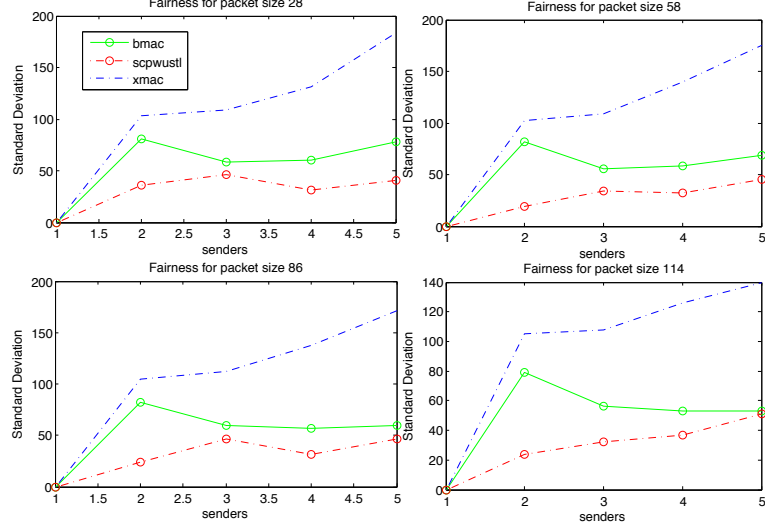 Fairness for packet size 28
200
150
100
50
0
Standard Deviation
bmac
scpwustl
xmac
1 1.5 2 2.5 3 3.5 4 4.5 5
senders
Fairness for packet size 58
200
150
100
50
0
Standard Deviation
1 2 3 4 5
senders
Fairness for packet size 86
200
150
100
50
0
Standard Deviation
1 1.5 2 2.5 3 3.5 4 4.5 5
senders
Fairness for packet size 114
140
120
100
80
60
40
20
0
Standard Deviation
1 2 3 4 5
senders